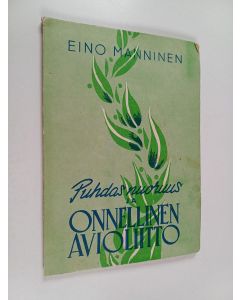 EINO MANNINEN
Puhdas nuoruus
JA
ONNELLINEN
AVIOLIITTO